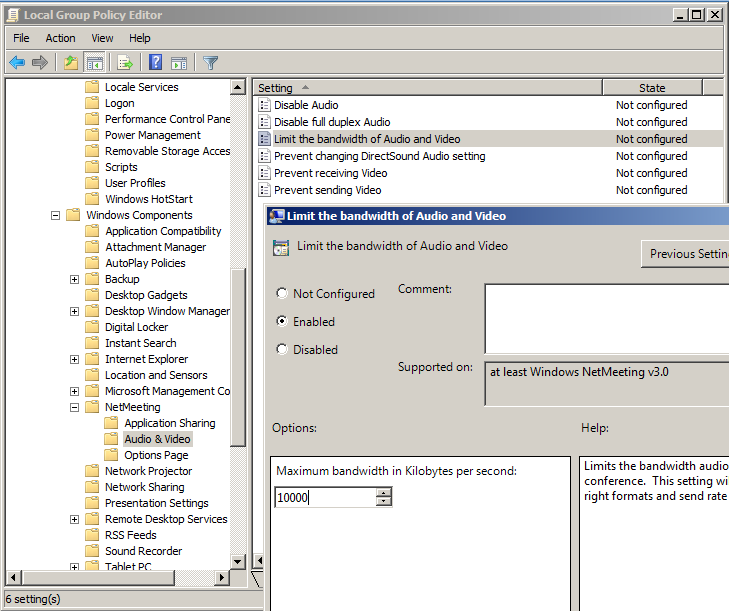 Local Group Policy Editor
File Action View Help
Locale Services
Logon
Performance Control Pane
Power Management
Removable Storage Acces
Scripts
User Profiles
Windows HotStart
Windows Components
Application Compatibility
Attachment Manager
AutoPlay Policies
Backup
Desktop Gadgets
Desktop Window Manager
Digital Locker
Instant Search
Internet Explorer
Location and Sensors
Microsoft Management Co
NetMeeting
Application Sharing
Audio & Video
Options Page
Network Projector
Network Sharing
Presentation Settings
Remote Desktop Services
RSS Feeds
Sound Recorder
Tablet PC
Setting State
Disable Audio Not configured
Disable full duplex Audio Not configured
Limit the bandwidth of Audio and Video Not configured
Prevent changing DirectSound Audio setting Not configured
Prevent receiving Video Not configured
Prevent sending Video Not configured
Limit the bandwidth of Audio and Video
Limit the bandwidth of Audio and Video
Previous Settin
Not Configured
Enabled
Disabled
Comment:
Supported on:
at least Windows NetMeeting v3.0
Options:
Help:
Maximum bandwidth in Kilobytes per second:
10000
Limits the bandwidth audio
conference. This setting wi
right formats and send rate
6 setting(s)